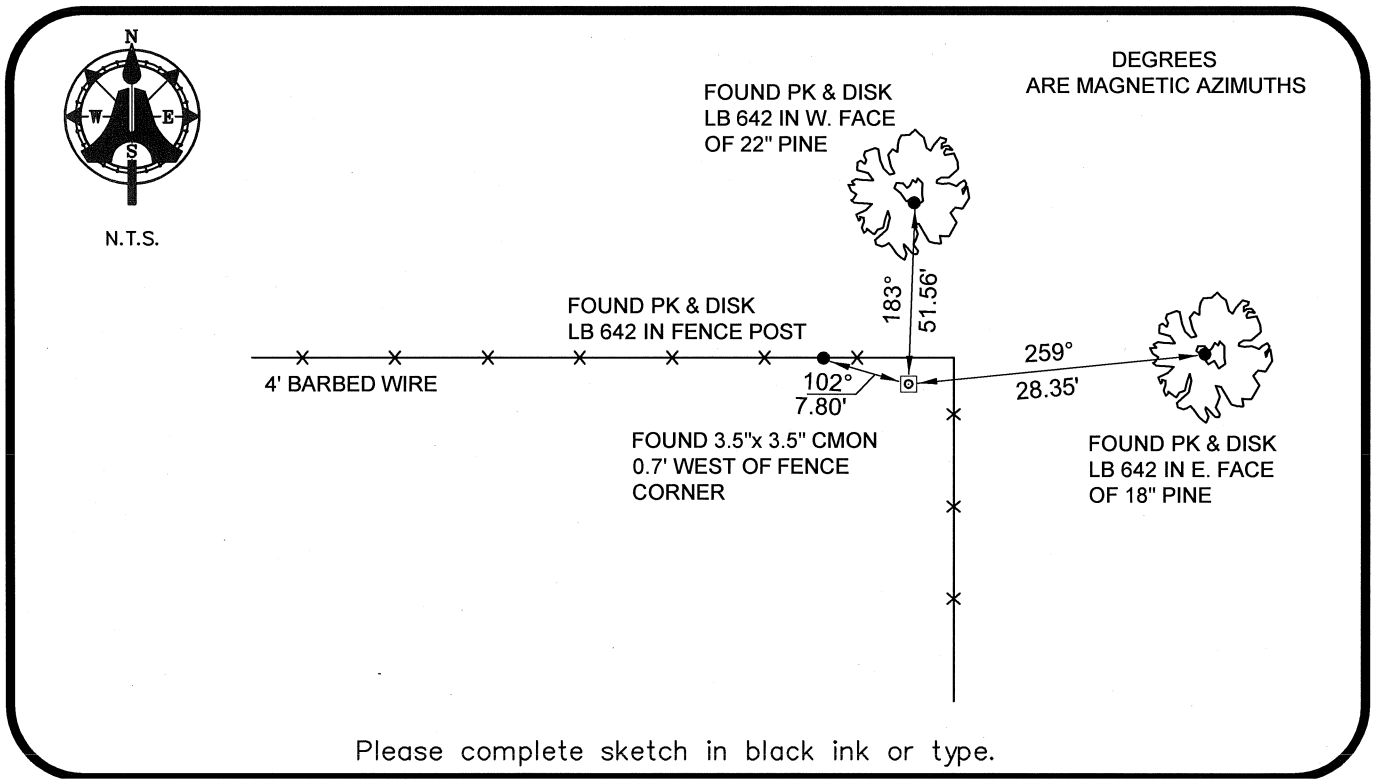 N
W E
S
N.T.S.
DEGREES
ARE MAGNETIC AZIMUTHS
FOUND PK & DISK
LB 642 IN W. FACE
OF 22" PINE
183°
51.56'
FOUND PK & DISK
LB 642 IN FENCE POST
4' BARBED WIRE
102°
7.80'
259°
28.35'
FOUND 3.5"x 3.5" CMON
0.7' WEST OF FENCE
CORNER
FOUND PK & DISK
LB 642 IN E. FACE
OF 18" PINE
Please complete sketch in black ink or type.